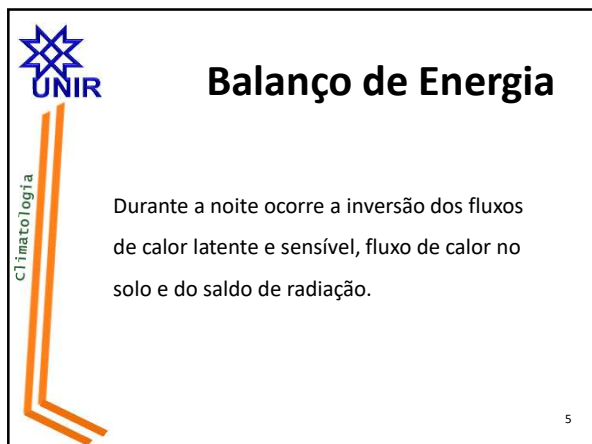 UNIR
Balanço de Energia
Climatologia
Durante a noite ocorre a inversão dos fluxos
de calor latente e sensível, fluxo de calor no
solo e do saldo de radiação.
5